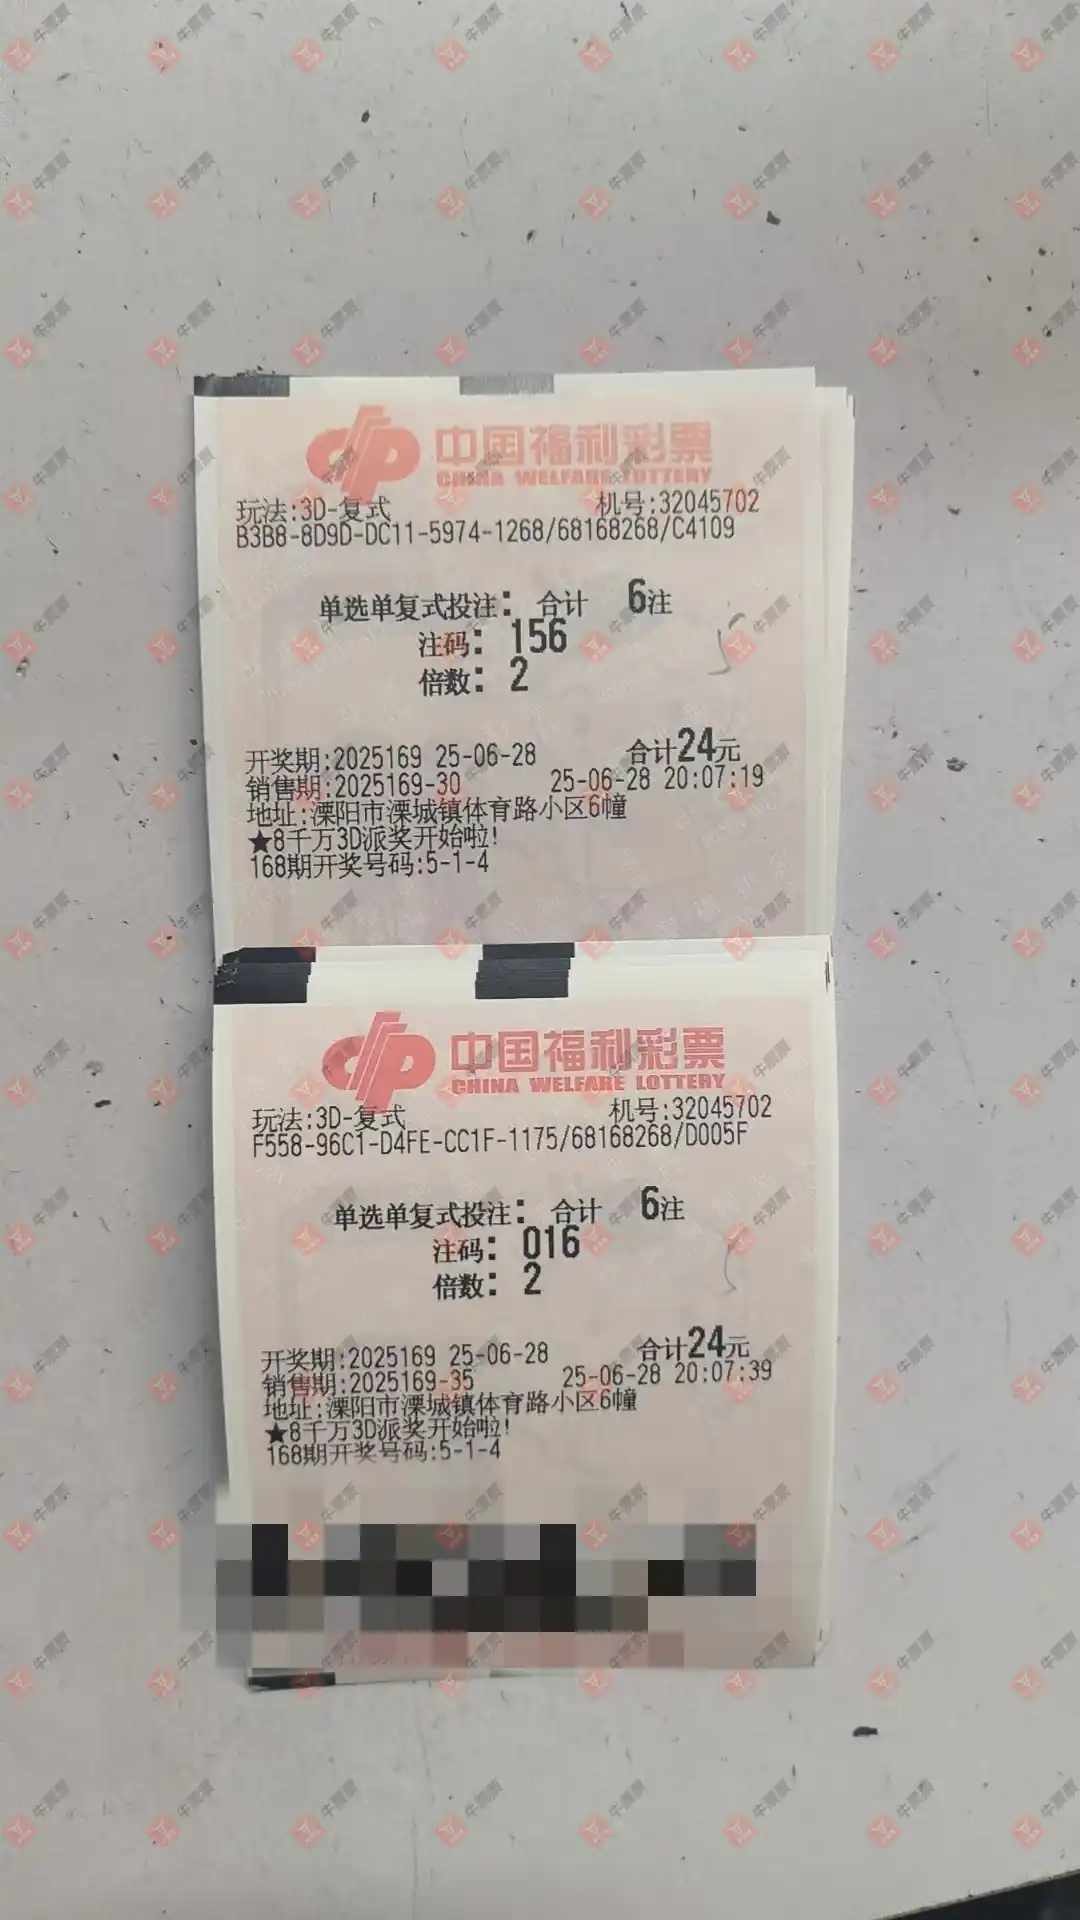 中国福利彩票
CHINA WELFARE LOTTERY
玩法:3D-复式 机号:32045702
B3B8-8D9D-DC11-5974-1268/68168268/C4109
单选单复式投注: 合计 6注
注码: 156
倍数: 2
开奖期:2025169 25-06-28 合计24元
销售期:2025169-30 25-06-28 20:07:19
地址:溧阳市溧城镇体育路小区6幢
★8千万3D派奖开始啦!
168期开奖号码:5-1-4
中国福利彩票
CHINA WELFARE LOTTERY
玩法:3D-复式 机号:32045702
F558-96C1-D4FE-CC1F-1175/68168268/D005F
单选单复式投注: 合计 6注
注码: 016
倍数: 2
开奖期:2025169 25-06-28 合计24元
销售期:2025169-35 25-06-28 20:07:39
地址:溧阳市溧城镇体育路小区6幢
★8千万3D派奖开始啦!
168期开奖号码:5-1-4